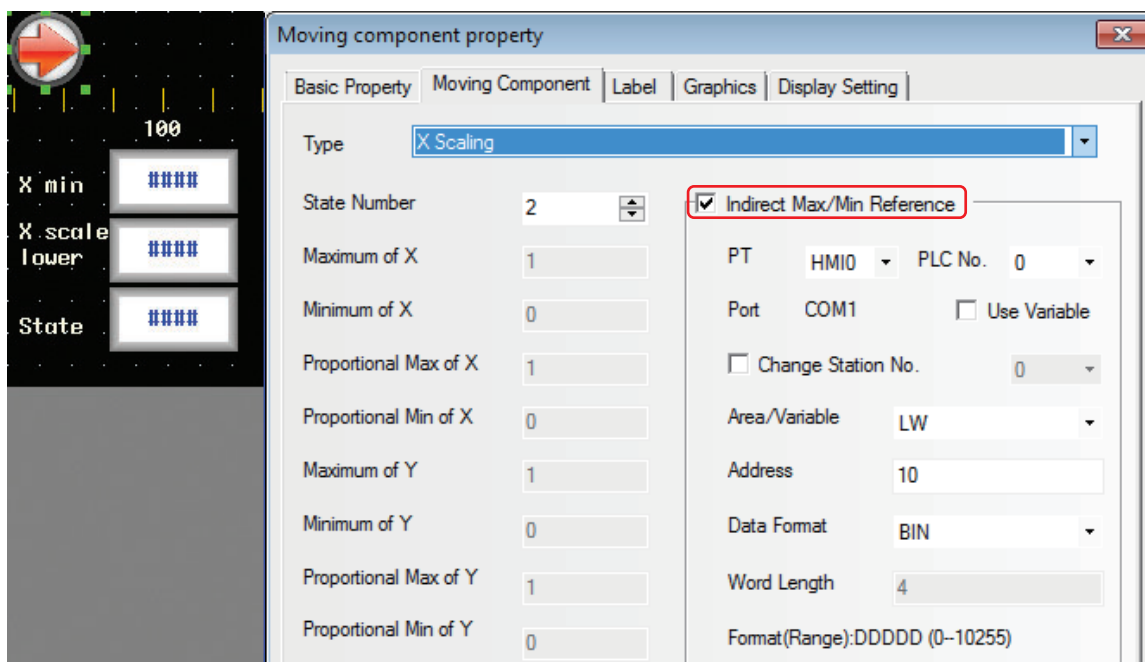 Moving component property
Basic Property Moving Component Label Graphics Display Setting
Type X Scaling
State Number 2
Maximum of X 1
Minimum of X 0
Proportional Max of X 1
Proportional Min of X 0
Maximum of Y 1
Minimum of Y 0
Proportional Max of Y 1
Proportional Min of Y 0
Indirect Max/Min Reference
PT HMI0 PLC No. 0
Port COM1 Use Variable
Change Station No. 0
Area/Variable LW
Address 10
Data Format BIN
Word Length 4
Format(Range):DDDDD (0--10255)
100
X min ####
X scale
lower ####
State ####